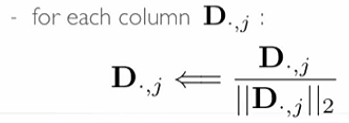 - for each column D.,j :
D.,j ⟸ D.,j / ||D.,j||2